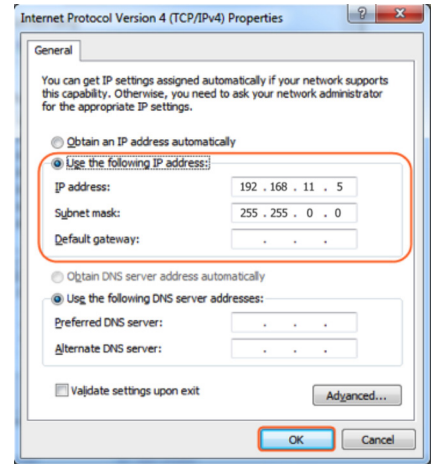 Internet Protocol Version 4 (TCP/IPv4) Properties
General
You can get IP settings assigned automatically if your network supports
this capability. Otherwise, you need to ask your network administrator
for the appropriate IP settings.
Obtain an IP address automatically
Use the following IP address:
IP address: 192 . 168 . 11 . 5
Subnet mask: 255 . 255 . 0 . 0
Default gateway: . . .
Obtain DNS server address automatically
Use the following DNS server addresses:
Preferred DNS server: . . .
Alternate DNS server: . . .
Validate settings upon exit
Advanced...
OK Cancel